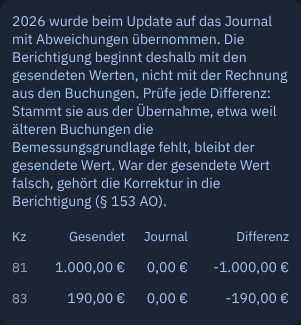 2026 wurde beim Update auf das Journal
mit Abweichungen übernommen. Die
Berichtigung beginnt deshalb mit den
gesendeten Werten, nicht mit der Rechnung
aus den Buchungen. Prüfe jede Differenz:
Stammt sie aus der Übernahme, etwa weil
älteren Buchungen die
Bemessungsgrundlage fehlt, bleibt der
gesendete Wert. War der gesendete Wert
falsch, gehört die Korrektur in die
Berichtigung (§ 153 AO).
Kz Gesendet Journal Differenz
81 1.000,00 € 0,00 € -1.000,00 €
83 190,00 € 0,00 € -190,00 €